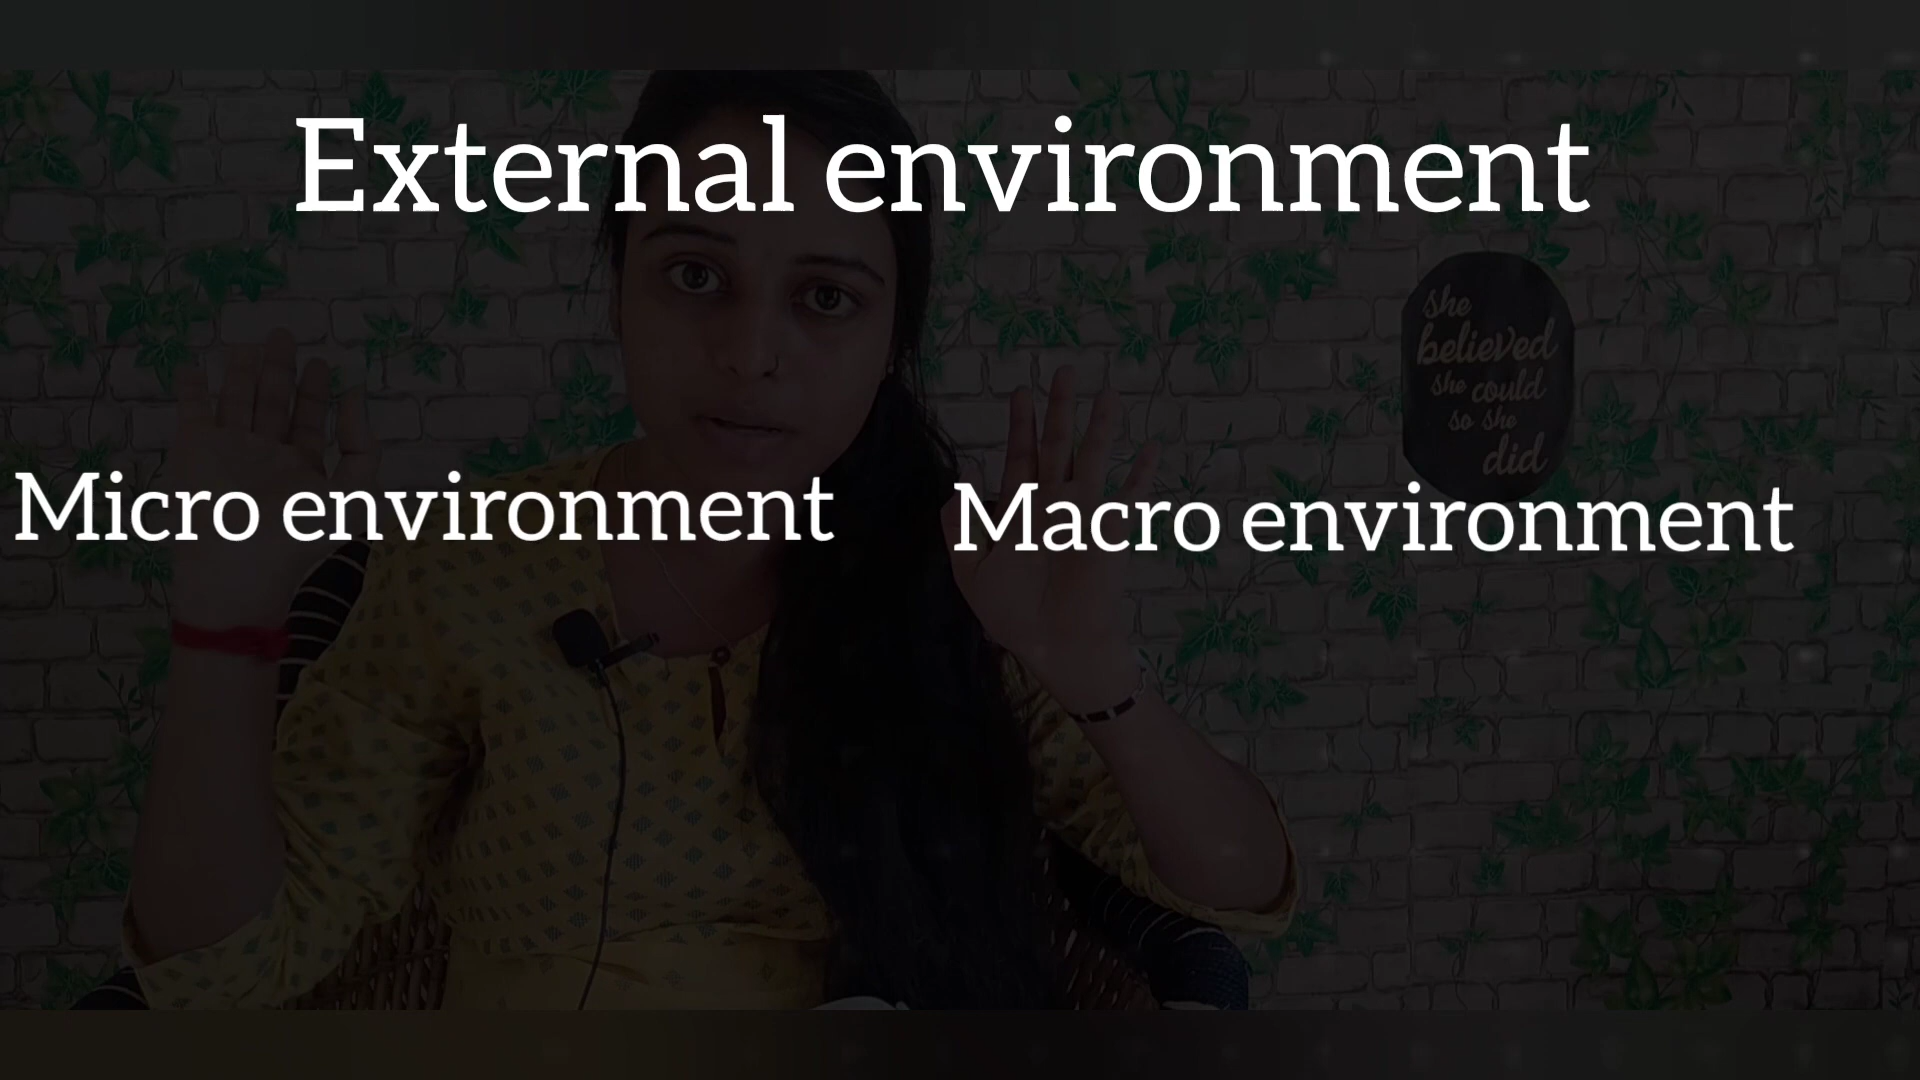 External environment
she
believed
she could
so she
did
Micro environment
Macro environment